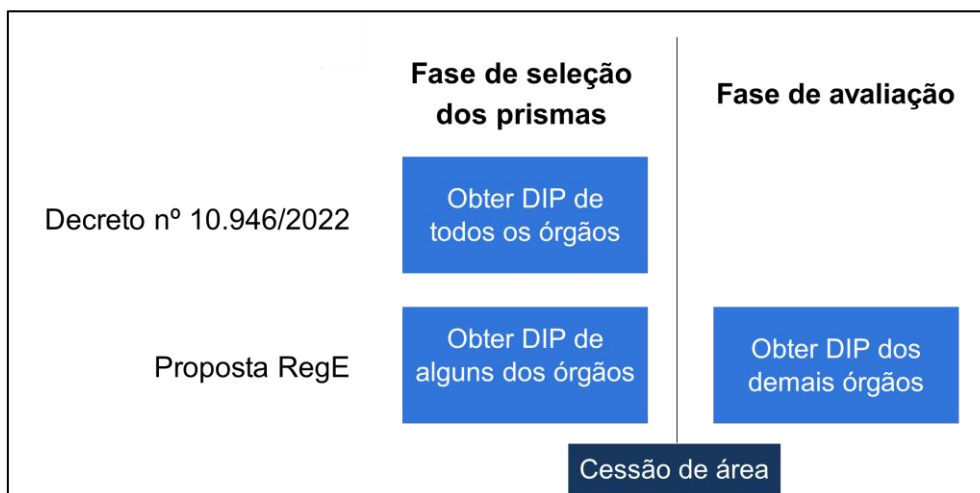 Fase de seleção
dos prismas
Fase de avaliação
Decreto nº 10.946/2022
Obter DIP de
todos os órgãos
Proposta RegE
Obter DIP de
alguns dos órgãos
Obter DIP dos
demais órgãos
Cessão de área